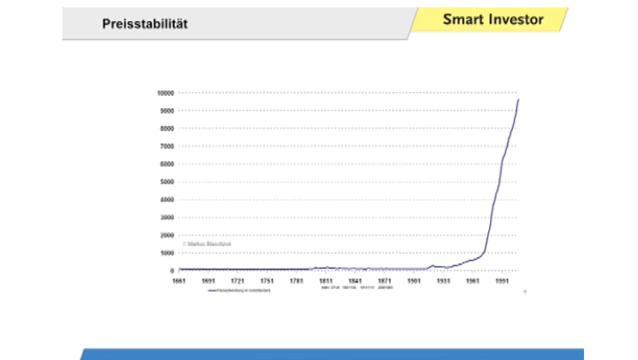 Preisstabilität
Smart Investor
10000
9000
8000
7000
6000
5000
4000
3000
2000
1000
0
© Markus
1661 1691 1721 1751 1781 1811 1841 1871 1901 1931 1961 1991